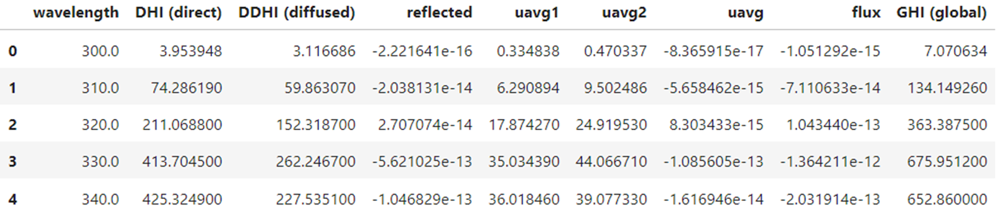 wavelength DHI (direct) DDHI (diffused) reflected uavg1 uavg2 uavg flux GHI (global)
0 300.0 3.953948 3.116686 -2.221641e-16 0.334838 0.470337 -8.365915e-17 -1.051292e-15 7.070634
1 310.0 74.286190 59.863070 -2.038131e-14 6.290894 9.502486 -5.658462e-15 -7.110633e-14 134.149260
2 320.0 211.068800 152.318700 2.707074e-14 17.874270 24.919530 8.303433e-15 1.043440e-13 363.387500
3 330.0 413.704500 262.246700 -5.621025e-13 35.034390 44.066710 -1.085605e-13 -1.364211e-12 675.951200
4 340.0 425.324900 227.535100 -1.046829e-13 36.018460 39.077330 -1.616946e-14 -2.031914e-13 652.860000